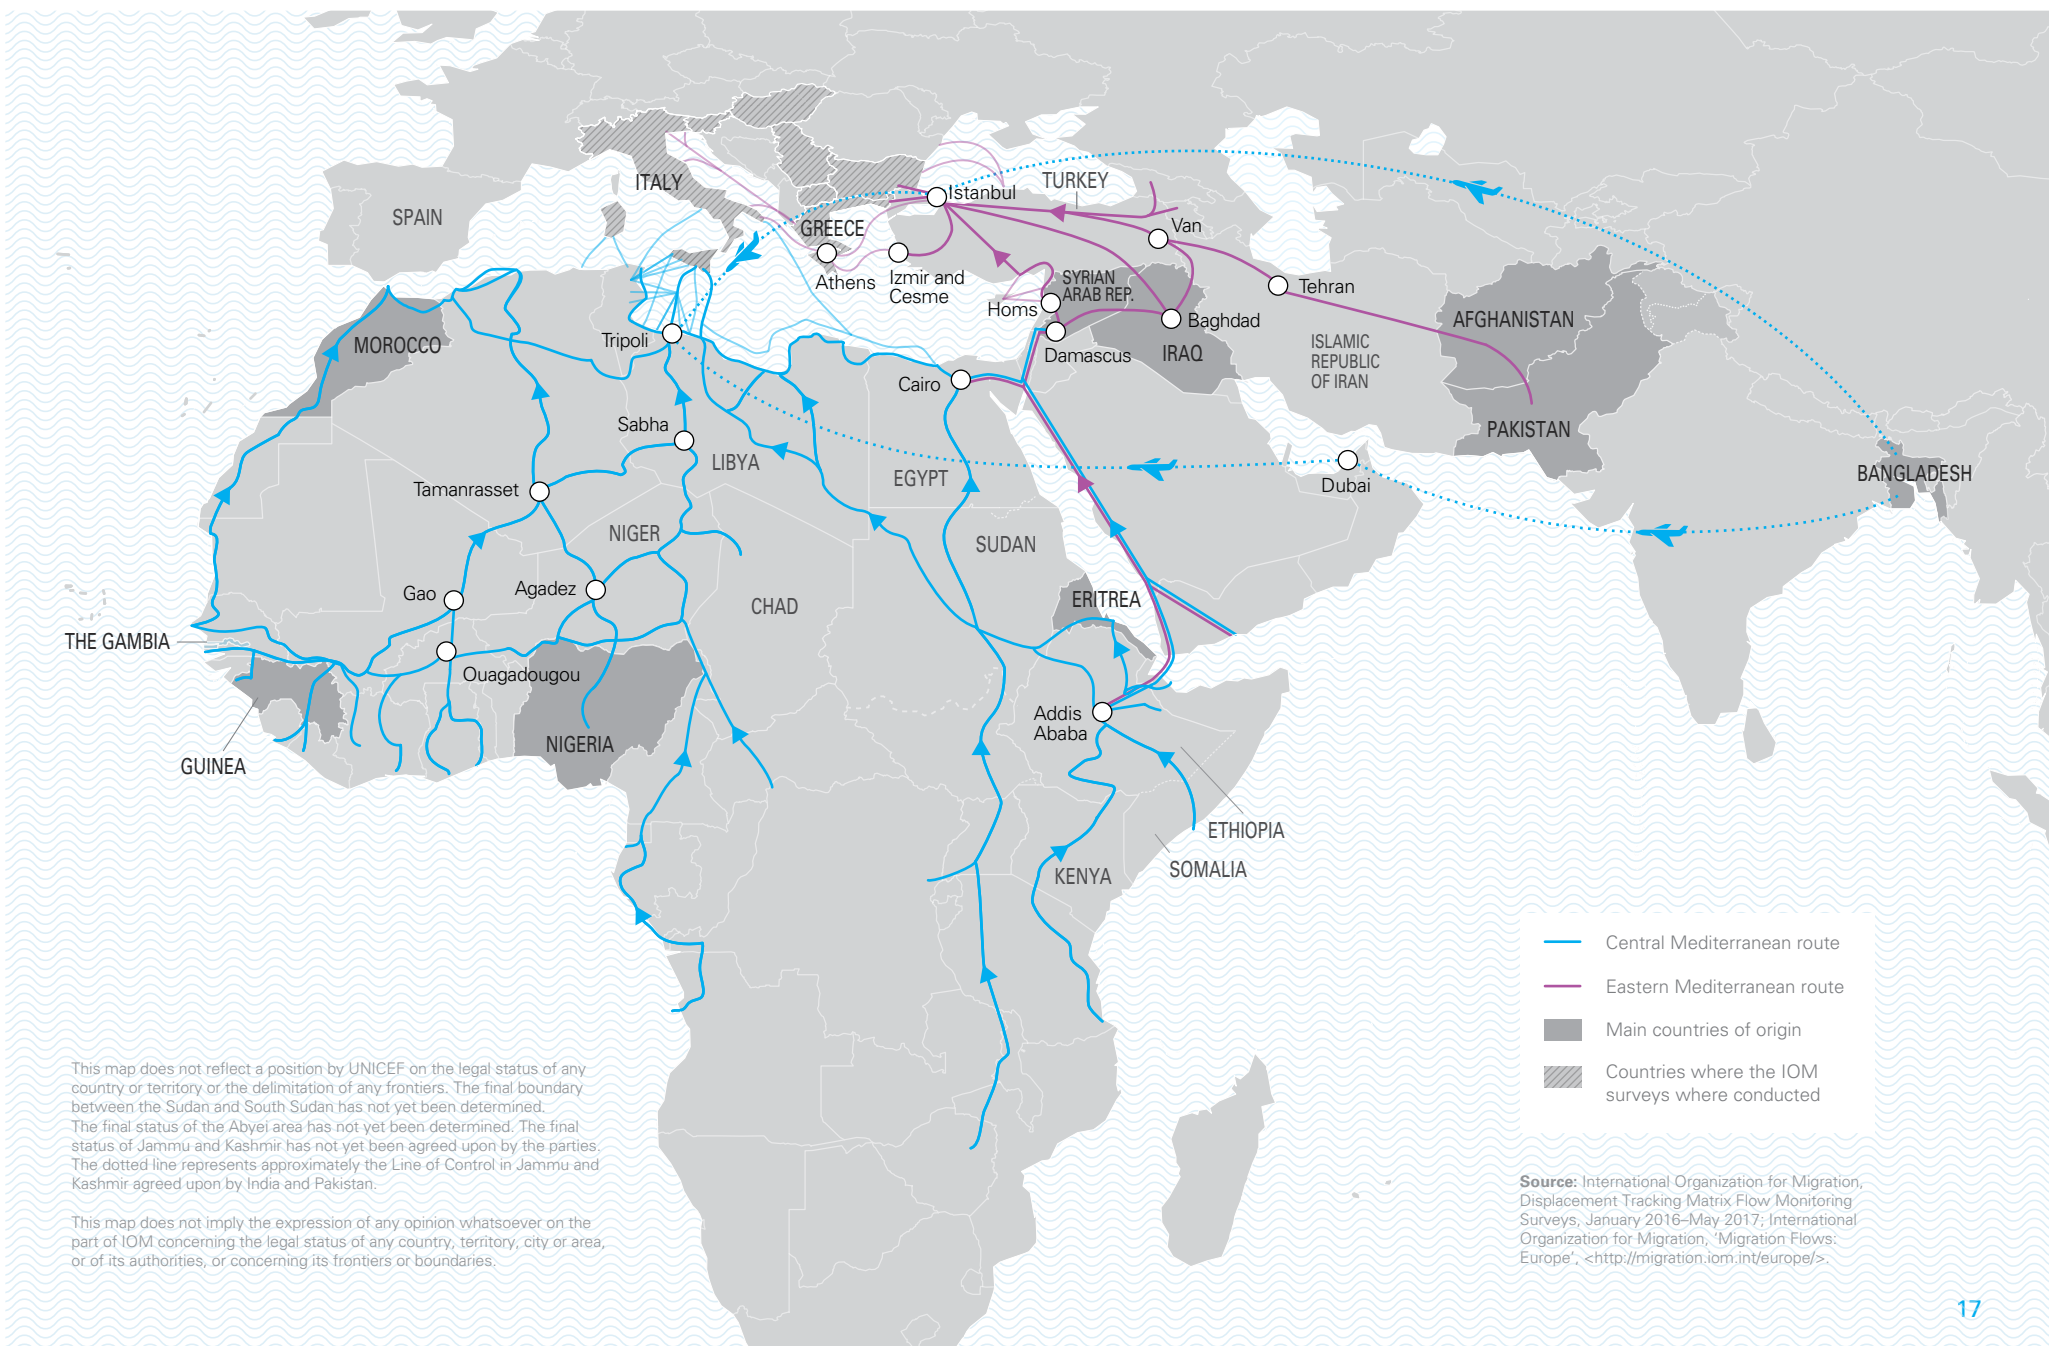 ITALY
SPAIN
GREECE
Istanbul
TURKEY
Van
Athens
Izmir and
Cesme
SYRIAN
ARAB REP.
Homs
Tehran
Baghdad
Damascus
IRAQ
AFGHANISTAN
ISLAMIC
REPUBLIC
OF IRAN
PAKISTAN
MOROCCO
Tripoli
Cairo
Sabha
LIBYA
EGYPT
Dubai
BANGLADESH
Tamanrasset
NIGER
SUDAN
Gao
Agadez
CHAD
ERITREA
THE GAMBIA
Ouagadougou
GUINEA
NIGERIA
Addis
Ababa
ETHIOPIA
SOMALIA
KENYA
Central Mediterranean route
Eastern Mediterranean route
Main countries of origin
Countries where the IOM
surveys where conducted
This map does not reflect a position by UNICEF on the legal status of any
country or territory or the delimitation of any frontiers. The final boundary
between the Sudan and South Sudan has not yet been determined.
The final status of the Abyei area has not yet been determined. The final
status of Jammu and Kashmir has not yet been agreed upon by the parties.
The dotted line represents approximately the Line of Control in Jammu and
Kashmir agreed upon by India and Pakistan.
This map does not imply the expression of any opinion whatsoever on the
part of IOM concerning the legal status of any country, territory, city or area,
or of its authorities, or concerning its frontiers or boundaries.
Source: International Organization for Migration,
Displacement Tracking Matrix Flow Monitoring
Surveys, January 2016–May 2017; International
Organization for Migration, ‘Migration Flows:
Europe’, <http://migration.iom.int/europe/>.
17